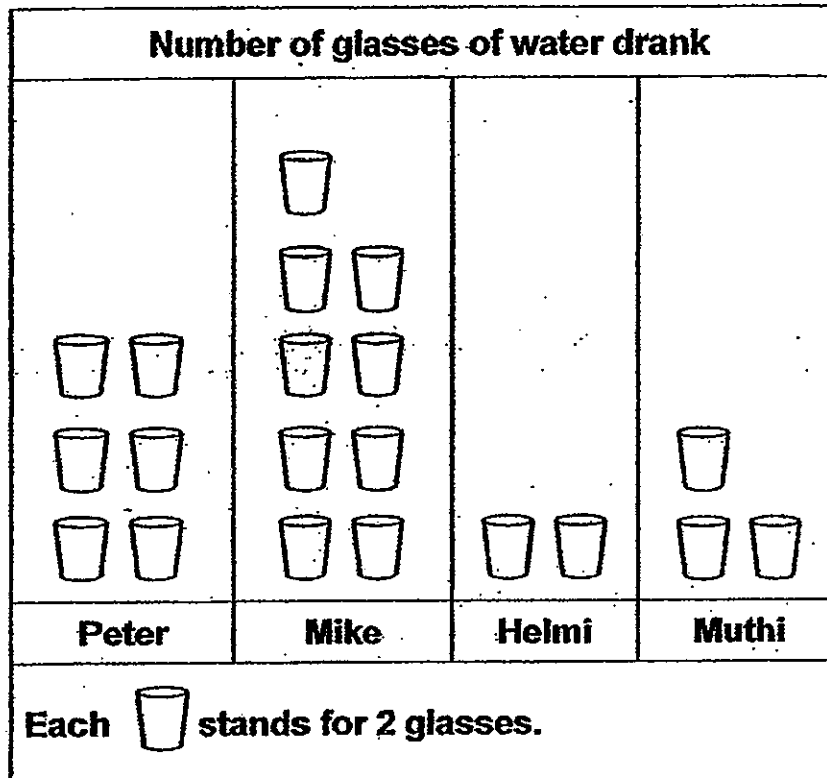 Number of glasses of water drank
Peter Mike Helmi Muthi
Each stands for 2 glasses.